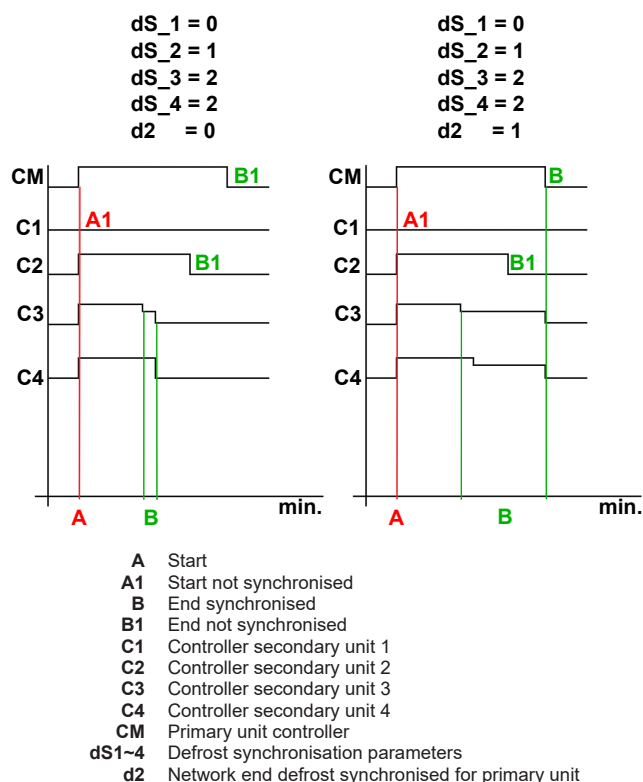 dS_1 = 0
dS_2 = 1
dS_3 = 2
dS_4 = 2
d2 = 0
CM
B1
C1
A1
C2
B1
C3
C4
min.
A
B
dS_1 = 0
dS_2 = 1
dS_3 = 2
dS_4 = 2
d2 = 1
CM
B
C1
A1
C2
B1
C3
C4
min.
A
B
A Start
A1 Start not synchronised
B End synchronised
B1 End not synchronised
C1 Controller secondary unit 1
C2 Controller secondary unit 2
C3 Controller secondary unit 3
C4 Controller secondary unit 4
CM Primary unit controller
dS1~4 Defrost synchronisation parameters
d2 Network end defrost synchronised for primary unit